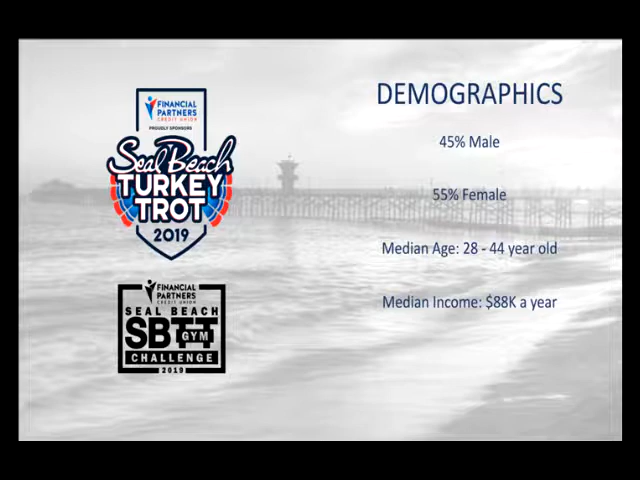 FINANCIAL
PARTNERS
CREDIT UNION
PROUDLY SPONSORS
Seal Beach
TURKEY
TROT
2019
FINANCIAL
PARTNERS
CREDIT UNION
SEAL BEACH
SBTT
GYM
CHALLENGE
2019
DEMOGRAPHICS
45% Male
55% Female
Median Age: 28 - 44 year old
Median Income: $88K a year